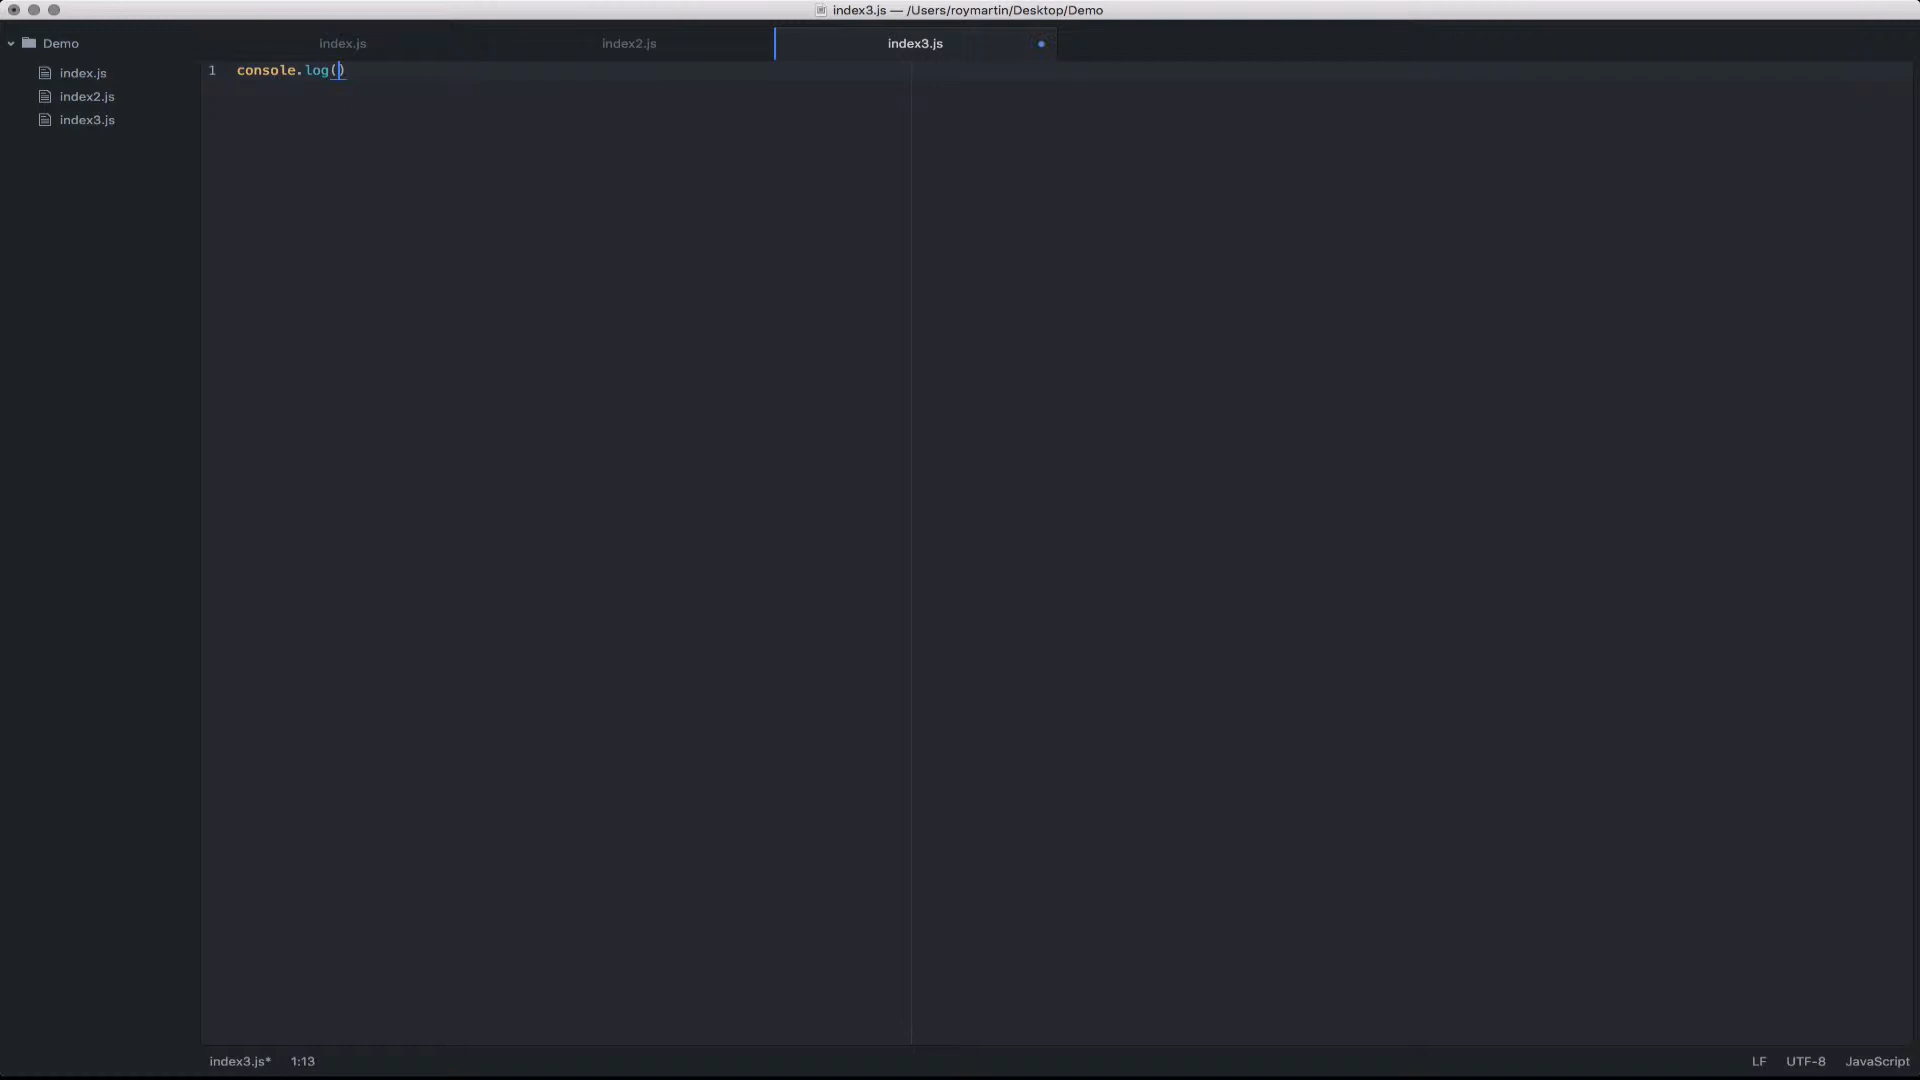 index3.js — /Users/roymartin/Desktop/Demo
Demo
index.js
index2.js
index3.js
index.js
index2.js
index3.js
1 console.log()
index3.js* 1:13
LF UTF-8 JavaScript